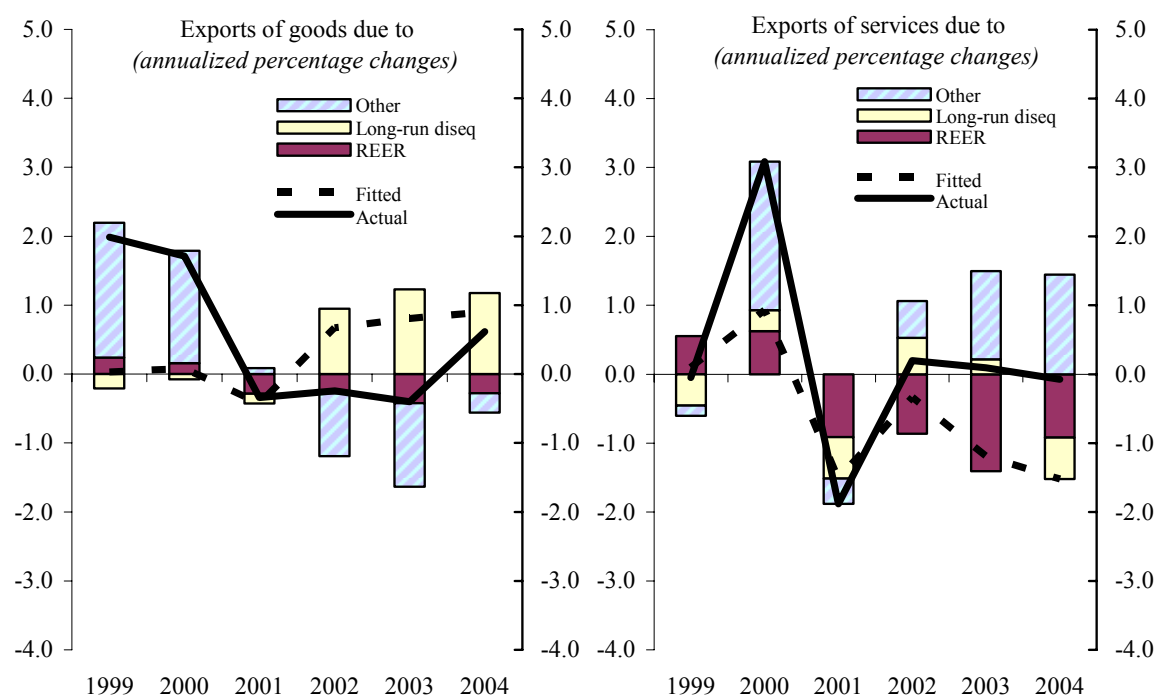 Exports of goods due to
(annualized percentage changes)
Other
Long-run diseq
REER
Fitted
Actual
5.0
4.0
3.0
2.0
1.0
0.0
-1.0
-2.0
-3.0
-4.0
5.0
4.0
3.0
2.0
1.0
0.0
-1.0
-2.0
-3.0
-4.0
1999 2000 2001 2002 2003 2004
Exports of services due to
(annualized percentage changes)
Other
Long-run diseq
REER
Fitted
Actual
5.0
4.0
3.0
2.0
1.0
0.0
-1.0
-2.0
-3.0
-4.0
5.0
4.0
3.0
2.0
1.0
0.0
-1.0
-2.0
-3.0
-4.0
1999 2000 2001 2002 2003 2004